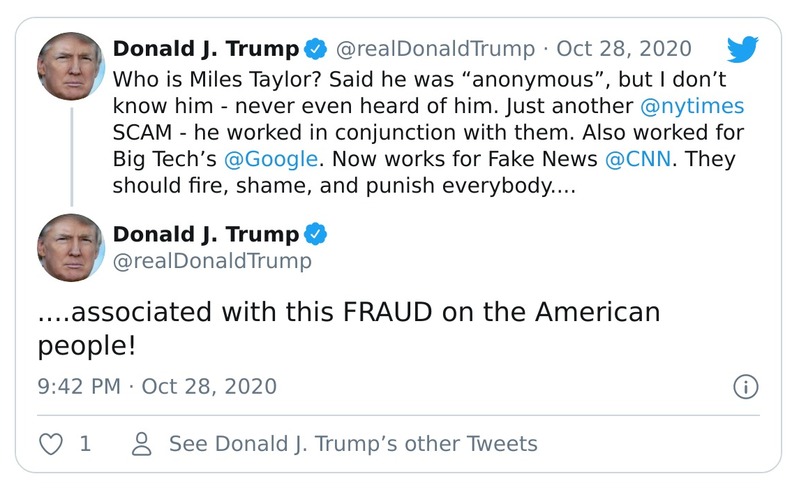 Donald J. Trump @realDonaldTrump · Oct 28, 2020
Who is Miles Taylor? Said he was “anonymous”, but I don’t
know him - never even heard of him. Just another @nytimes
SCAM - he worked in conjunction with them. Also worked for
Big Tech’s @Google. Now works for Fake News @CNN. They
should fire, shame, and punish everybody....
Donald J. Trump
@realDonaldTrump
....associated with this FRAUD on the American
people!
9:42 PM · Oct 28, 2020
1 See Donald J. Trump’s other Tweets